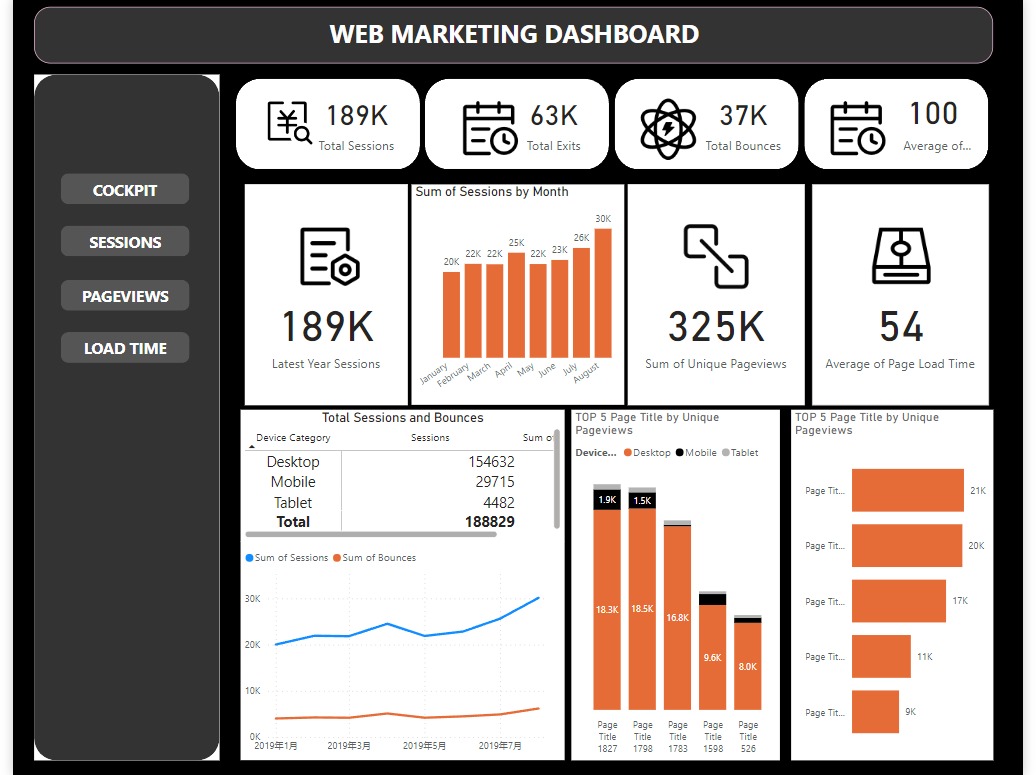 WEB MARKETING DASHBOARD
COCKPIT
SESSIONS
PAGEVIEWS
LOAD TIME
189K
Total Sessions
63K
Total Exits
37K
Total Bounces
100
Average of...
189K
Latest Year Sessions
Sum of Sessions by Month
20K 22K 22K 25K 22K 23K 26K 30K
January February March April May June July August
325K
Sum of Unique Pageviews
54
Average of Page Load Time
Total Sessions and Bounces
Device Category Sessions Sum of
Desktop 154632
Mobile 29715
Tablet 4482
Total 188829
Sum of Sessions Sum of Bounces
30K
20K
10K
0K
2019年1月 2019年3月 2019年5月 2019年7月
TOP 5 Page Title by Unique
Pageviews
Device... Desktop Mobile Tablet
1.9K 1.5K
18.3K 18.5K 16.8K 9.6K 8.0K
Page Page Page Page Page
Title Title Title Title Title
1827 1798 1783 1598 526
TOP 5 Page Title by Unique
Pageviews
Page Tit... 21K
Page Tit... 20K
Page Tit... 17K
Page Tit... 11K
Page Tit... 9K